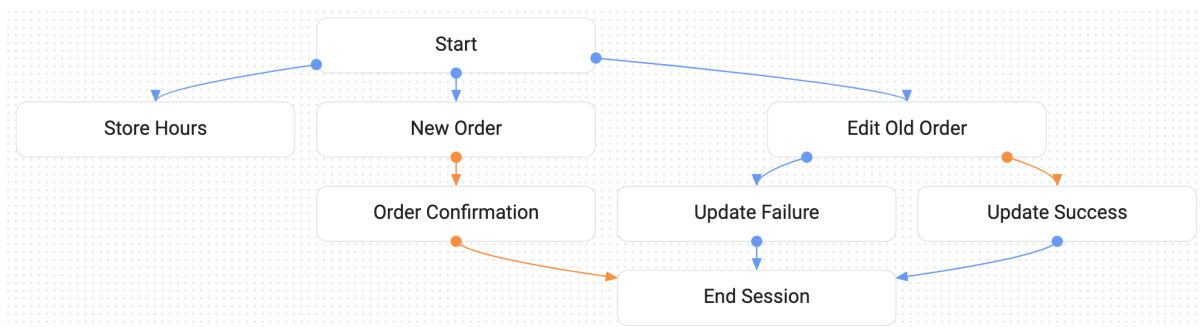 Start
Store Hours
New Order
Edit Old Order
Order Confirmation
Update Failure
Update Success
End Session